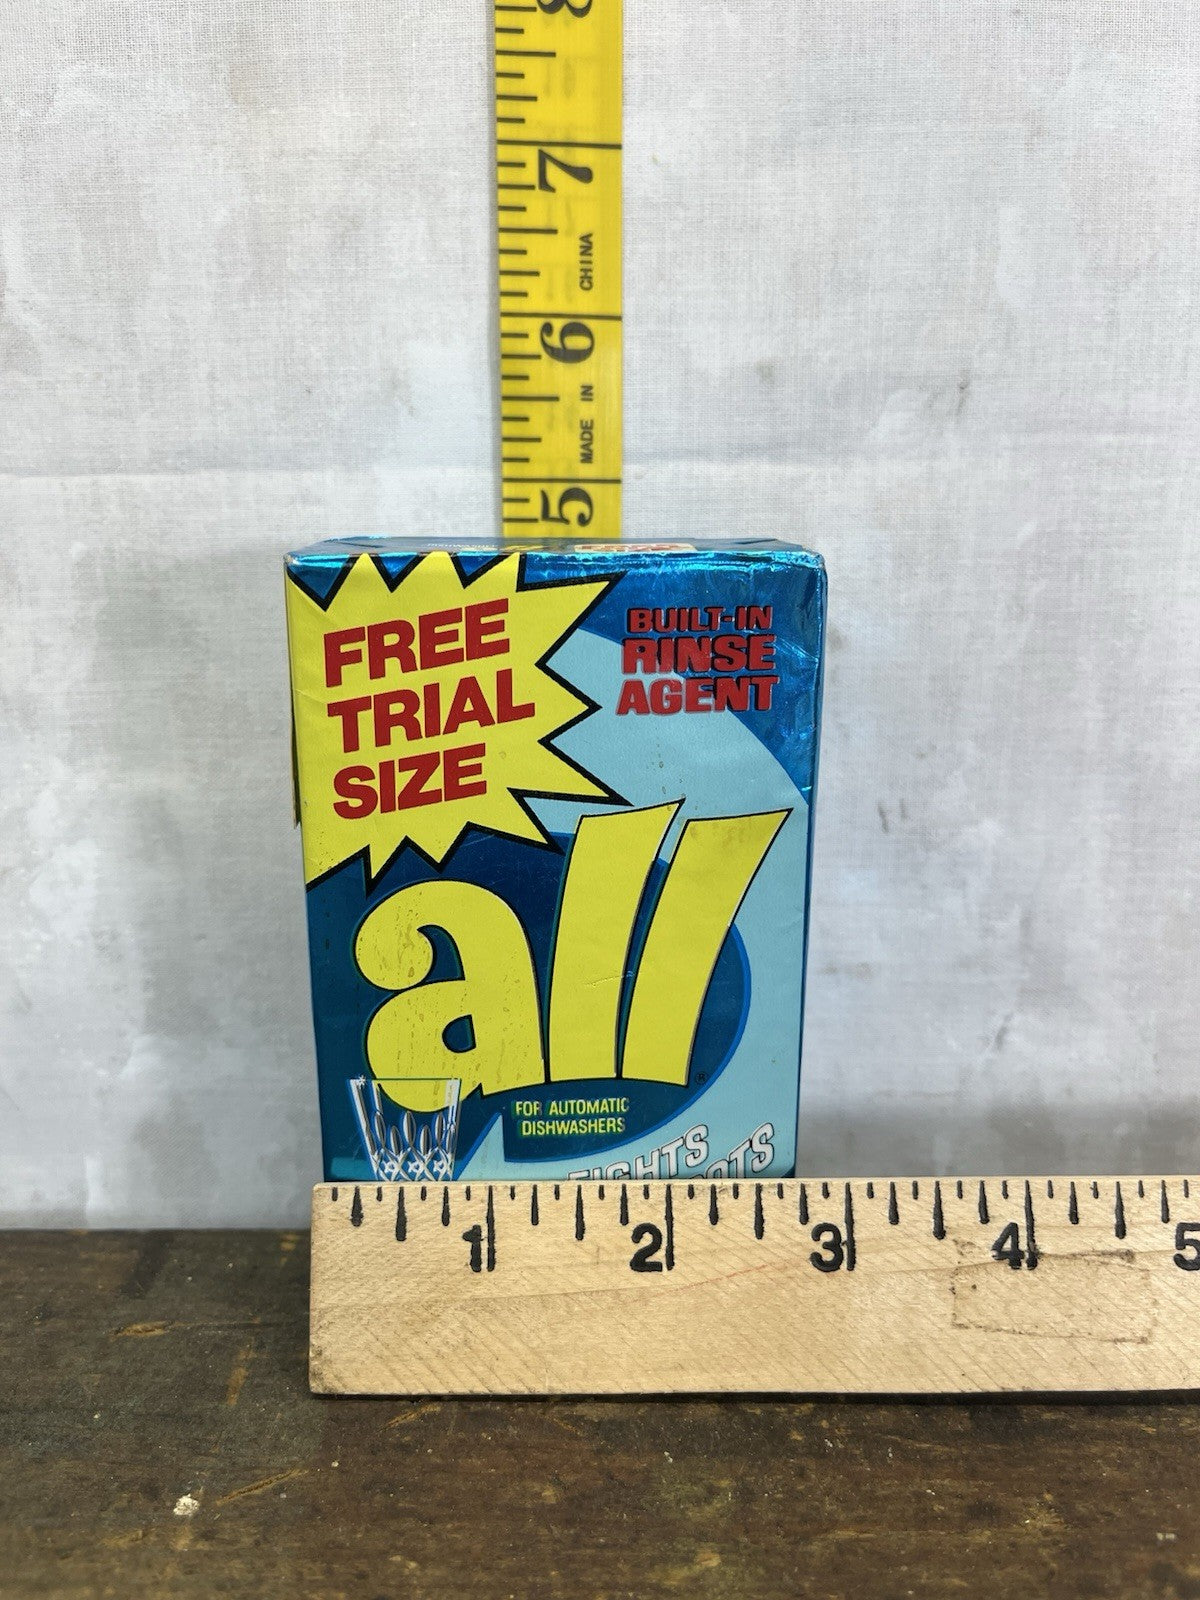 8
7
CHINA
6
MADE IN
5
FREE
TRIAL
SIZE
BUILT-IN
RINSE
AGENT
all®
FOR AUTOMATIC
DISHWASHERS
FIGHTS
1 2 3 4 5